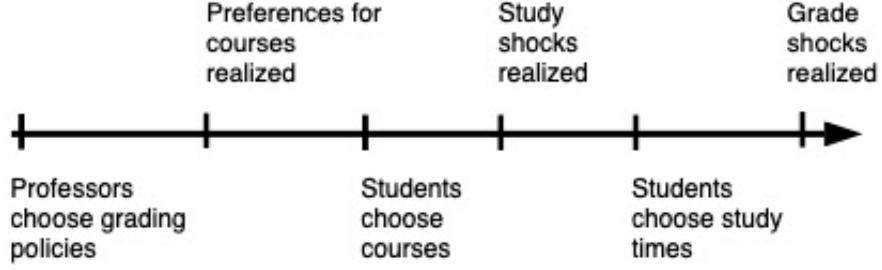 Preferences for
courses
realized
Study
shocks
realized
Grade
shocks
realized
Professors
choose grading
policies
Students
choose
courses
Students
choose study
times